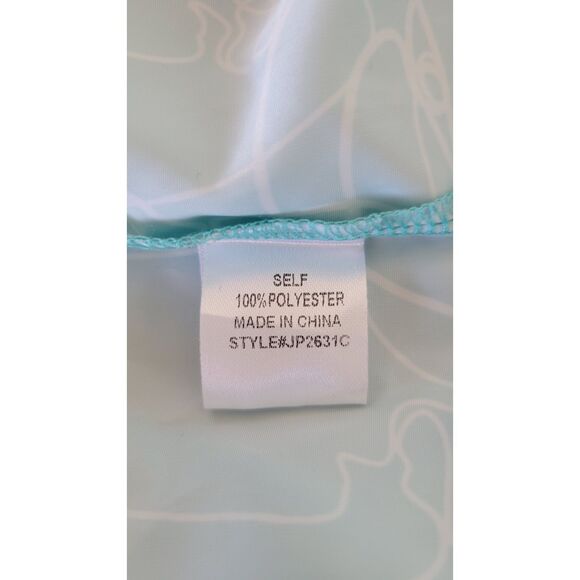 SELF
100%POLYESTER
MADE IN CHINA
STYLE#JP2631C